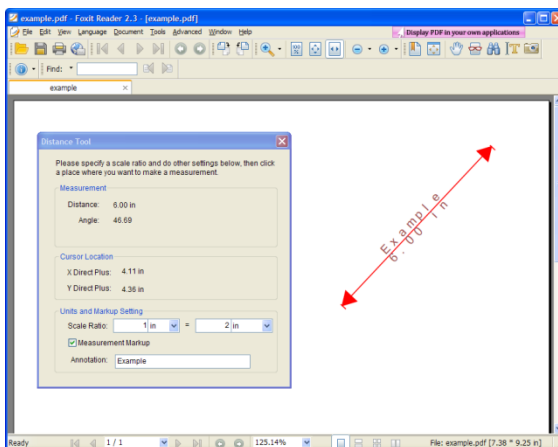 example.pdf - Foxit Reader 2.3 - [example.pdf]
File Edit View Language Document Tools Advanced Window Help
Display PDF in your own applications
Find:
example
Distance Tool
Please specify a scale ratio and do other settings below, then click
a place where you want to make a measurement.
Measurement
Distance: 6.00 in
Angle: 46.69
Cursor Location
X Direct Plus: 4.11 in
Y Direct Plus: 4.36 in
Units and Markup Setting
Scale Ratio: 1 in = 2 in
Measurement Markup
Annotation: Example
Example
6.00 in
Ready 1 / 1 125.14% File: example.pdf [7.38 * 9.25 in]